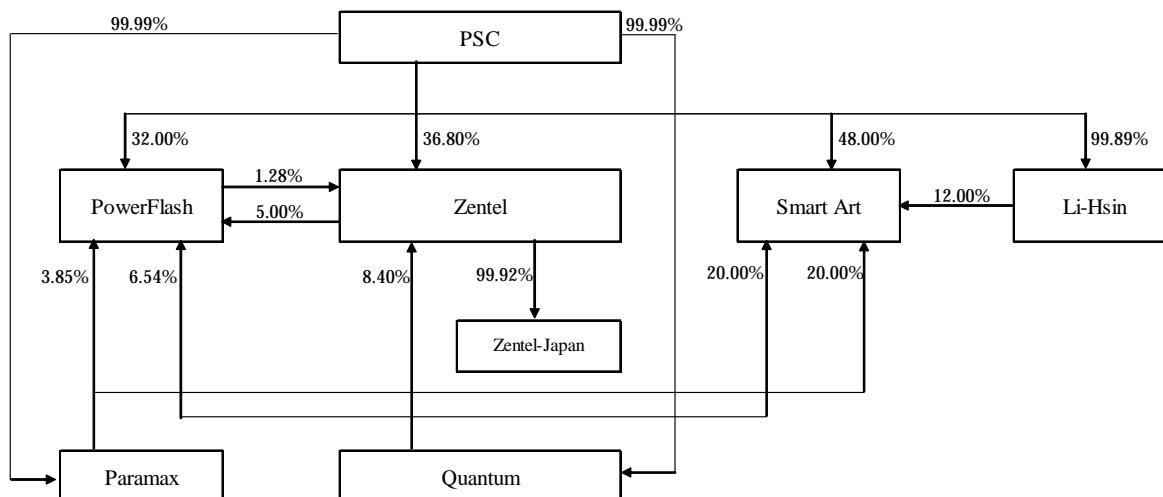 99.99%
PSC
99.99%
32.00%
36.80%
48.00%
99.89%
PowerFlash
1.28%
5.00%
Zentel
Smart Art
12.00%
Li-Hsin
3.85%
6.54%
8.40%
99.92%
20.00%
20.00%
Zentel-Japan
Paramax
Quantum